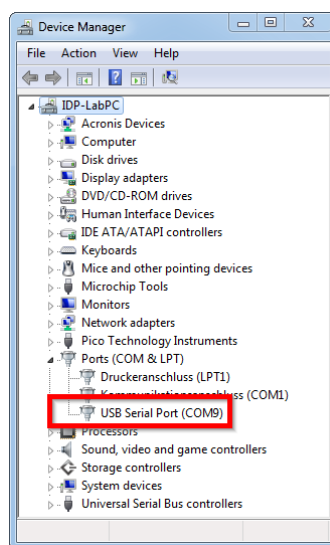 Device Manager
File Action View Help
IDP-LabPC
Acronis Devices
Computer
Disk drives
Display adapters
DVD/CD-ROM drives
Human Interface Devices
IDE ATA/ATAPI controllers
Keyboards
Mice and other pointing devices
Microchip Tools
Monitors
Network adapters
Pico Technology Instruments
Ports (COM & LPT)
Druckeranschluss (LPT1)
Kommunikationsanschluss (COM1)
USB Serial Port (COM9)
Processors
Sound, video and game controllers
Storage controllers
System devices
Universal Serial Bus controllers